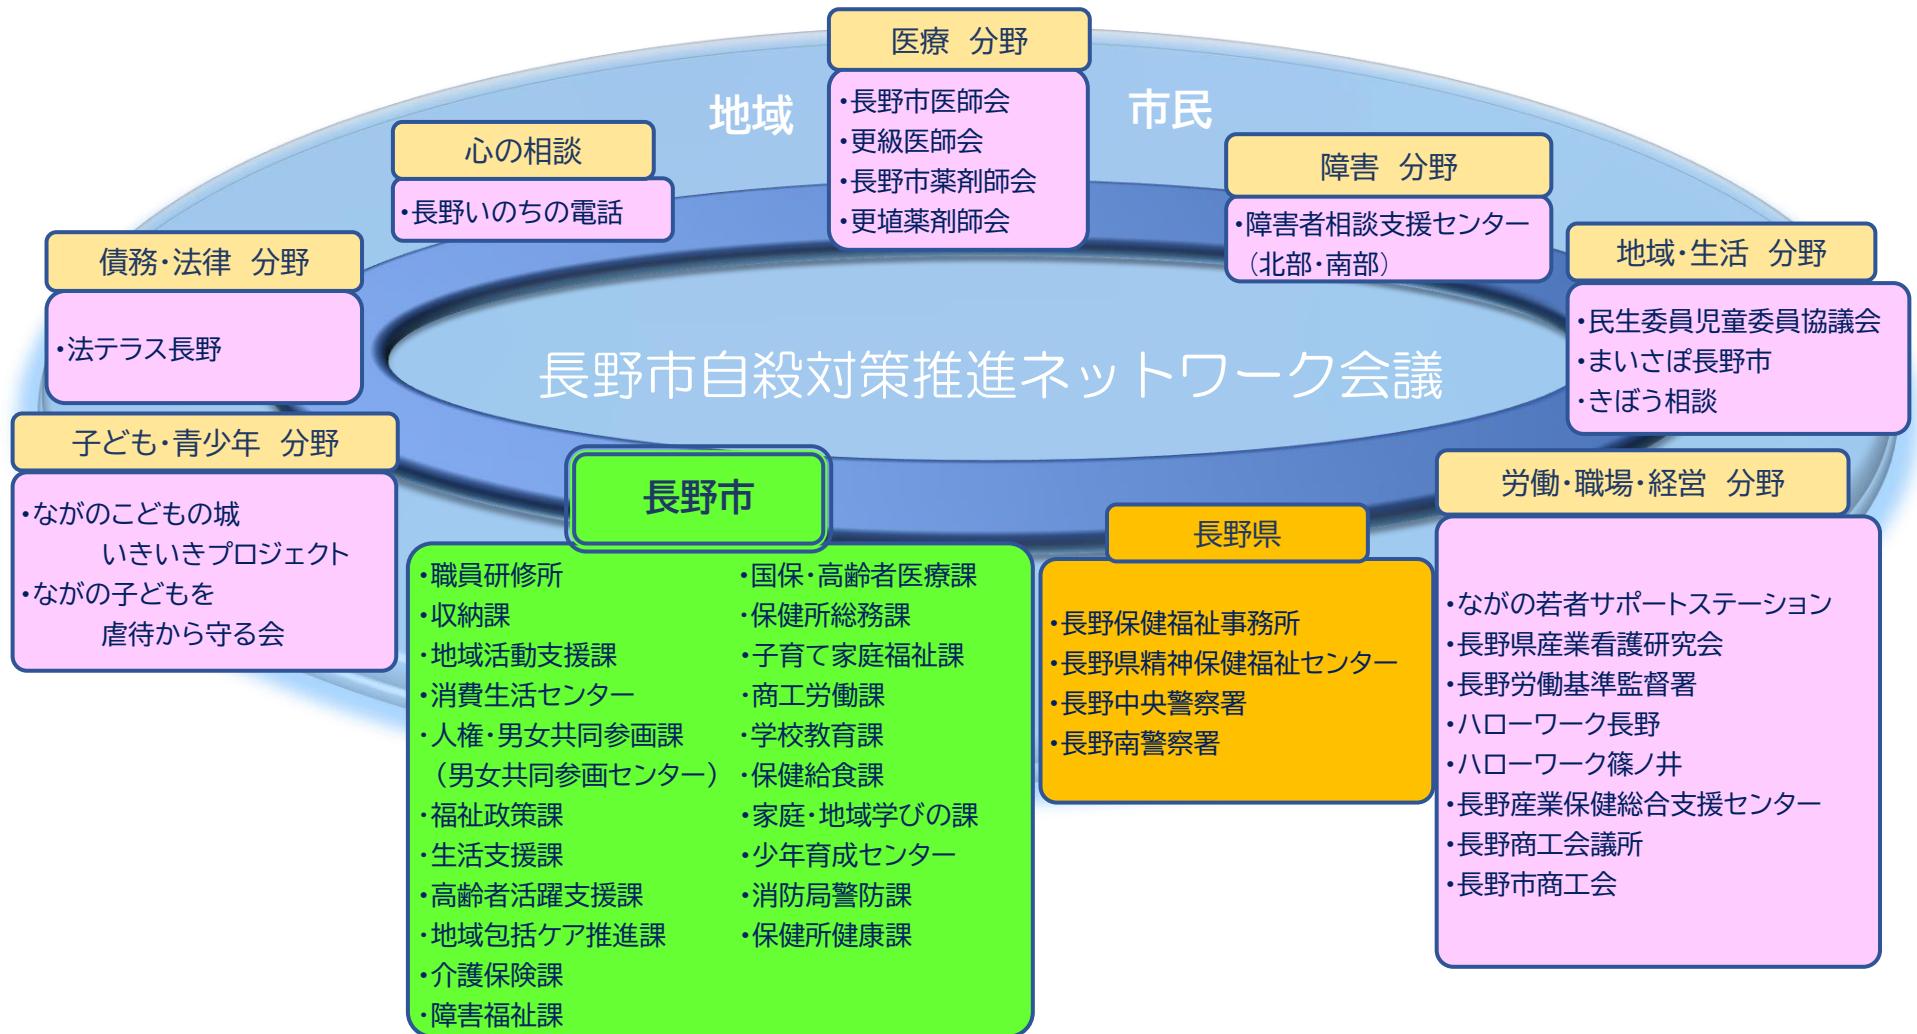 医療 分野
・長野市医師会
・更級医師会
・長野市薬剤師会
・更埴薬剤師会
地域
市民
心の相談
・長野いのちの電話
障害 分野
・障害者相談支援センター
（北部・南部）
債務・法律 分野
・法テラス長野
地域・生活 分野
・民生委員児童委員協議会
・まいさぽ長野市
・きぼう相談
長野市自殺対策推進ネットワーク会議
子ども・青少年 分野
・ながのこどもの城
いきいきプロジェクト
・ながの子どもを
虐待から守る会
長野市
・職員研修所
・収納課
・地域活動支援課
・消費生活センター
・人権・男女共同参画課
（男女共同参画センター）
・福祉政策課
・生活支援課
・高齢者活躍支援課
・地域包括ケア推進課
・介護保険課
・障害福祉課
・国保・高齢者医療課
・保健所総務課
・子育て家庭福祉課
・商工労働課
・学校教育課
・保健給食課
・家庭・地域学びの課
・少年育成センター
・消防局警防課
・保健所健康課
長野県
・長野保健福祉事務所
・長野県精神保健福祉センター
・長野中央警察署
・長野南警察署
労働・職場・経営 分野
・ながの若者サポートステーション
・長野県産業看護研究会
・長野労働基準監督署
・ハローワーク長野
・ハローワーク篠ノ井
・長野産業保健総合支援センター
・長野商工会議所
・長野市商工会